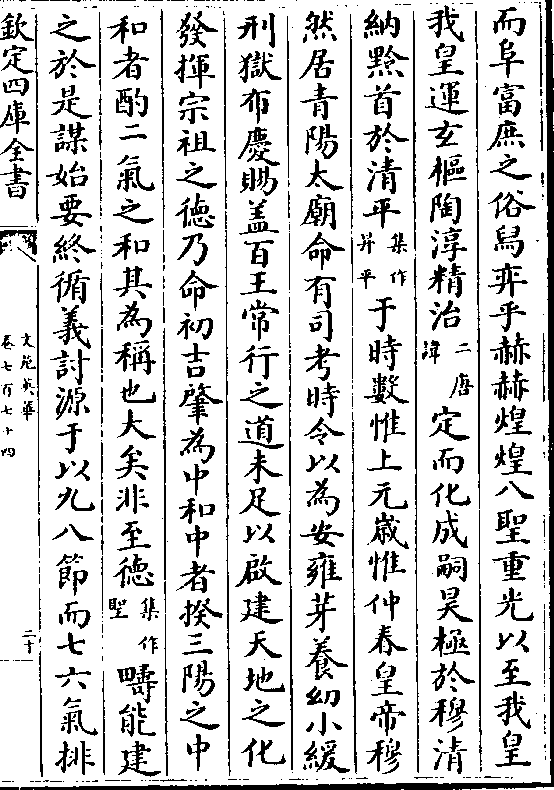 而阜富庶之俗舄弈乎赫赫煌煌八聖重光以至我皇
我皇運玄樞陶淳精治二唐諱定而化成嗣昊極於穆清
納黔首於清平集作昇平于時數惟上元歲惟仲春皇帝穆
然居青陽太廟命有司考時令以為安雍芽養幼小緩
刑獄布慶賜盖百王常行之道未足以啟建天地之化
發揮宗祖之德乃命初吉肇為中和中者揆三陽之中
和者酌二氣之和其為稱也大矣非至德集作聖疇能建
之於是謀始要終循義討源于以九八節而七六氣排
欽定四庫全書
文苑英華
卷七百七十四
二十